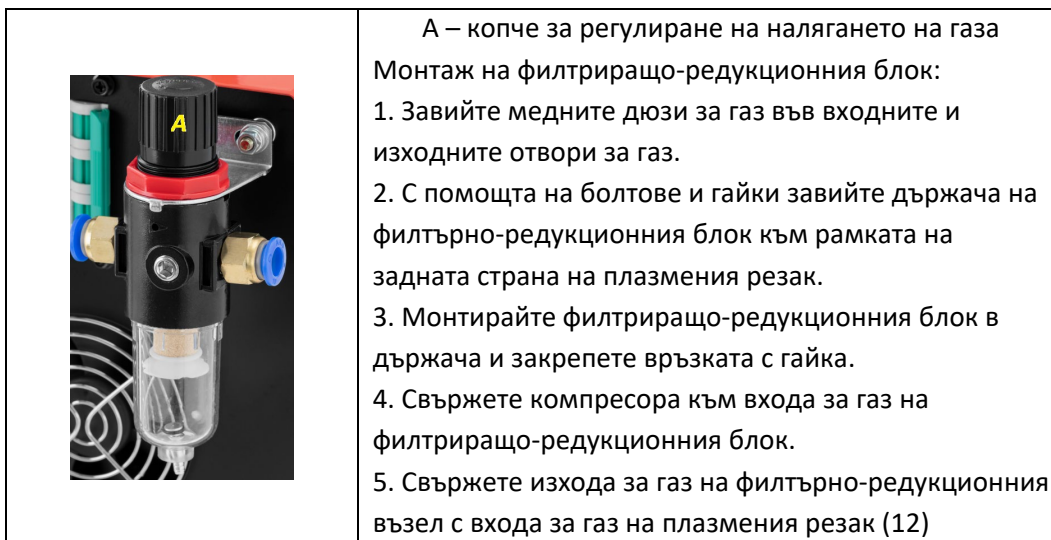 А – копче за регулиране на налягането на газа
Монтаж на филтриращо-редукционния блок:
1. Завийте медните дюзи за газ във входните и
изходните отвори за газ.
2. С помощта на болтове и гайки завийте държача на
филтърно-редукционния блок към рамката на
задната страна на плазмения резак.
3. Монтирайте филтриращо-редукционния блок в
държача и закрепете връзката с гайка.
4. Свържете компресора към входа за газ на
филтриращо-редукционния блок.
5. Свържете изхода за газ на филтърно-редукционния
възел с входа за газ на плазмения резак (12)
A